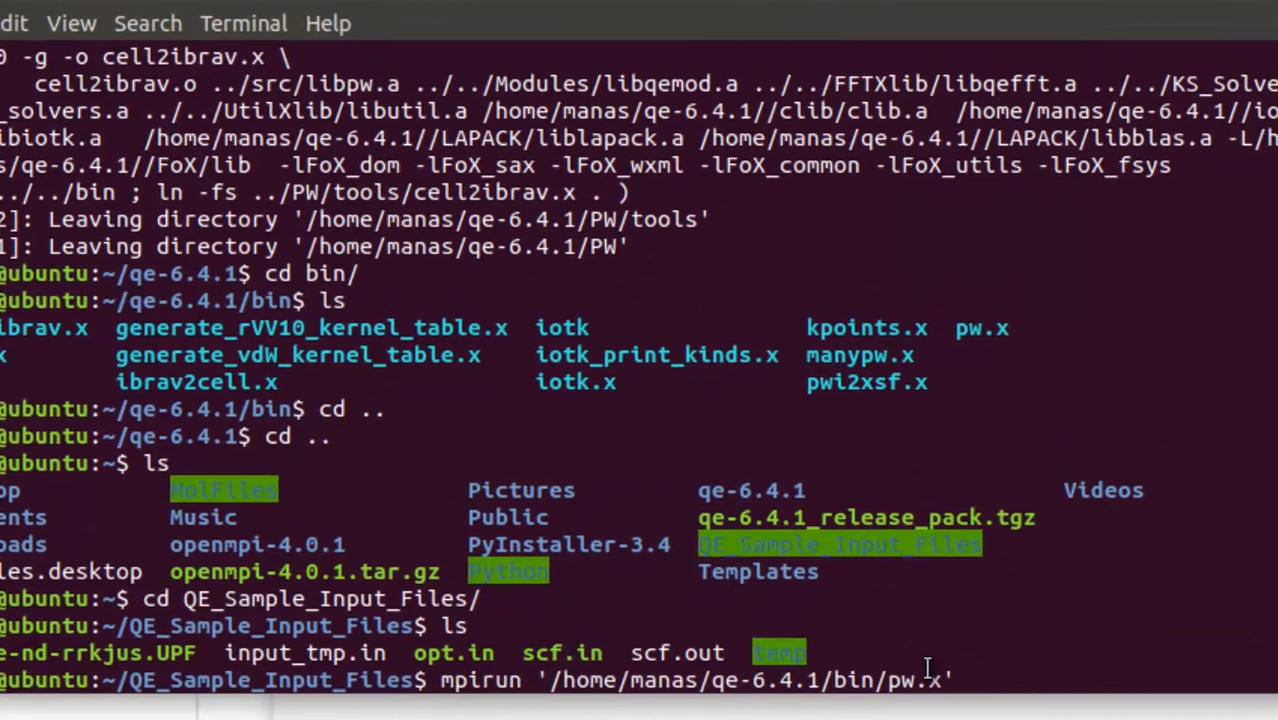 dit View Search Terminal Help
0 -g -o cell2ibrav.x \
cell2ibrav.o ../src/libpw.a ../../Modules/libqemod.a ../../FFTXlib/libqefft.a ../../KS_Solve
_solvers.a ../../UtilXlib/libutil.a /home/manas/qe-6.4.1//clib/clib.a /home/manas/qe-6.4.1//io
ibiotk.a /home/manas/qe-6.4.1//LAPACK/liblapack.a /home/manas/qe-6.4.1//LAPACK/libblas.a -L/h
s/qe-6.4.1//FoX/lib -lFoX_dom -lFoX_sax -lFoX_wxml -lFoX_common -lFoX_utils -lFoX_fsys
../../bin ; ln -fs ../PW/tools/cell2ibrav.x . )
2]: Leaving directory '/home/manas/qe-6.4.1/PW/tools'
1]: Leaving directory '/home/manas/qe-6.4.1/PW'
@ubuntu:~/qe-6.4.1$ cd bin/
@ubuntu:~/qe-6.4.1/bin$ ls
ibrav.x generate_rVV10_kernel_table.x iotk kpoints.x pw.x
x generate_vdW_kernel_table.x iotk_print_kinds.x manypw.x
ibrav2cell.x iotk.x pwi2xsf.x
@ubuntu:~/qe-6.4.1/bin$ cd ..
@ubuntu:~/qe-6.4.1$ cd ..
@ubuntu:~$ ls
op MolFiles Pictures qe-6.4.1 Videos
ents Music Public qe-6.4.1_release_pack.tgz
oads openmpi-4.0.1 PyInstaller-3.4 QE_Sample_Input_Files
les.desktop openmpi-4.0.1.tar.gz Python Templates
@ubuntu:~$ cd QE_Sample_Input_Files/
@ubuntu:~/QE_Sample_Input_Files$ ls
e-nd-rrkjus.UPF input_tmp.in opt.in scf.in scf.out temp
@ubuntu:~/QE_Sample_Input_Files$ mpirun '/home/manas/qe-6.4.1/bin/pw.x'